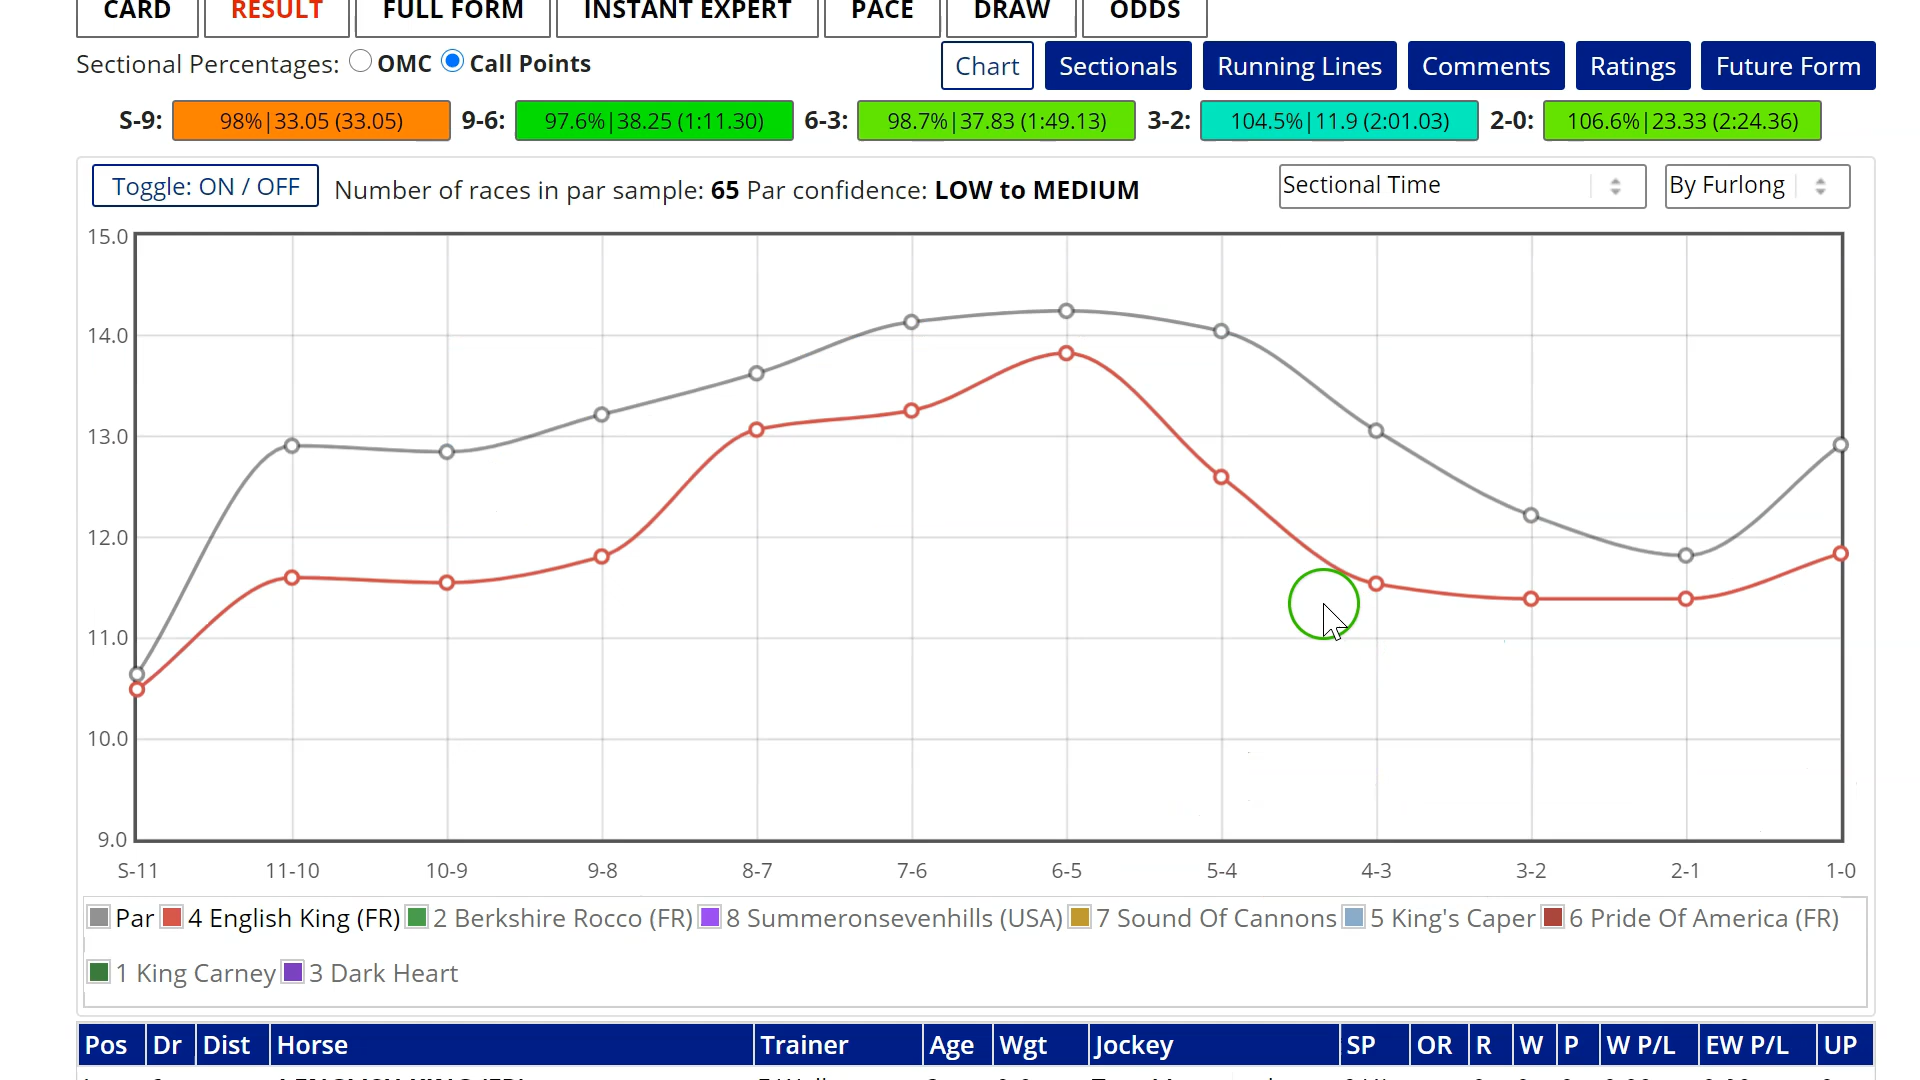 CARD RESULT FULL FORM INSTANT EXPERT PACE DRAW ODDS
Sectional Percentages: OMC Call Points
Chart Sectionals Running Lines Comments Ratings Future Form
S-9: 98%|33.05 (33.05) 9-6: 97.6%|38.25 (1:11.30) 6-3: 98.7%|37.83 (1:49.13) 3-2: 104.5%|11.9 (2:01.03) 2-0: 106.6%|23.33 (2:24.36)
Toggle: ON / OFF Number of races in par sample: 65 Par confidence: LOW to MEDIUM Sectional Time By Furlong
15.0
14.0
13.0
12.0
11.0
10.0
9.0
S-11 11-10 10-9 9-8 8-7 7-6 6-5 5-4 4-3 3-2 2-1 1-0
Par 4 English King (FR) 2 Berkshire Rocco (FR) 8 Summeronsevenhills (USA) 7 Sound Of Cannons 5 King's Caper 6 Pride Of America (FR)
1 King Carney 3 Dark Heart
Pos Dr Dist Horse Trainer Age Wgt Jockey SP OR R W P W P/L EW P/L UP